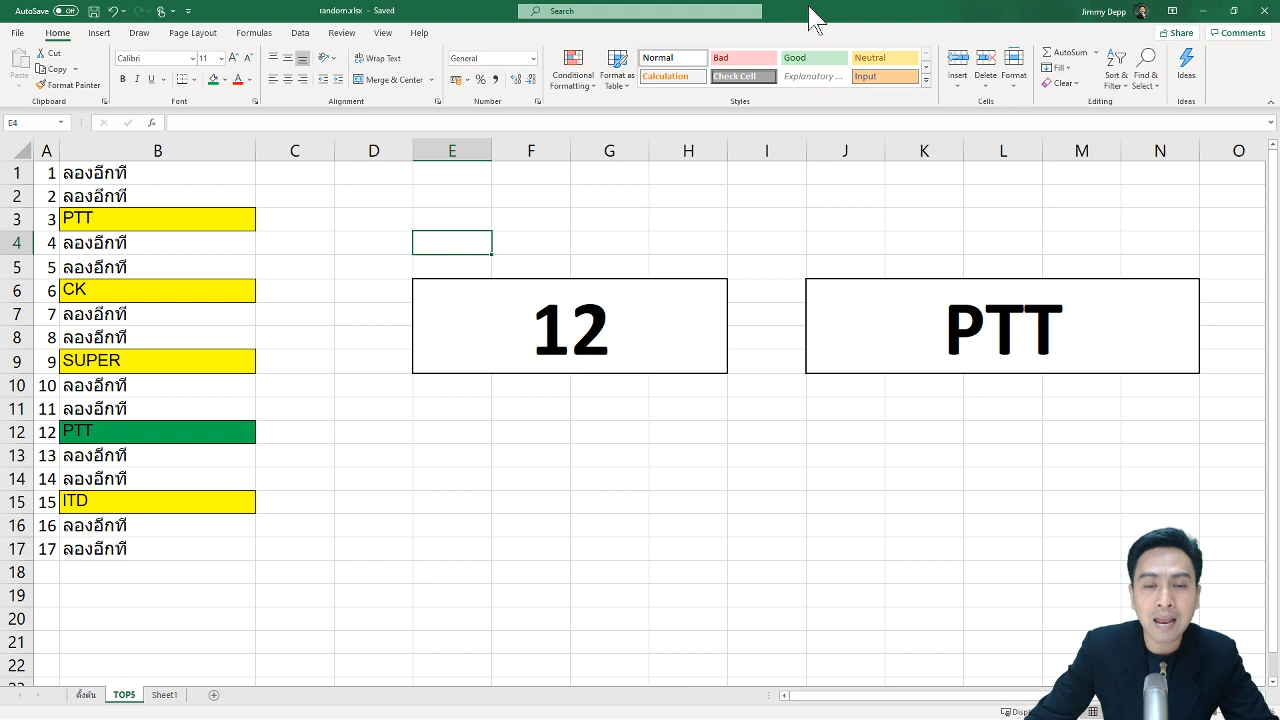 AutoSave Off random.xlsx - Saved Search Jimmy Depp
File Home Insert Draw Page Layout Formulas Data Review View Help Share Comments
Paste Cut Copy Format Painter Clipboard
Calibri 11 Font
Wrap Text Merge & Center Alignment
General Number
Conditional Formatting Format as Table
Normal Bad Good Neutral
Calculation Check Cell Explanatory ... Input
Styles
Insert Delete Format Cells
AutoSum Fill Clear Sort & Filter Find & Select Editing
Ideas Ideas
E4 fx
A B C D E F G H I J K L M N O
1 1 ลองอีกที
2 2 ลองอีกที
3 3 PTT
4 4 ลองอีกที
5 5 ลองอีกที
6 6 CK
7 7 ลองอีกที
8 8 ลองอีกที
9 9 SUPER
10 10 ลองอีกที
11 11 ลองอีกที
12 12 PTT
13 13 ลองอีกที
14 14 ลองอีกที
15 15 ITD
16 16 ลองอีกที
17 17 ลองอีกที
18
19
20
21
22
12 PTT
ตั้งต้น TOP5 Sheet1